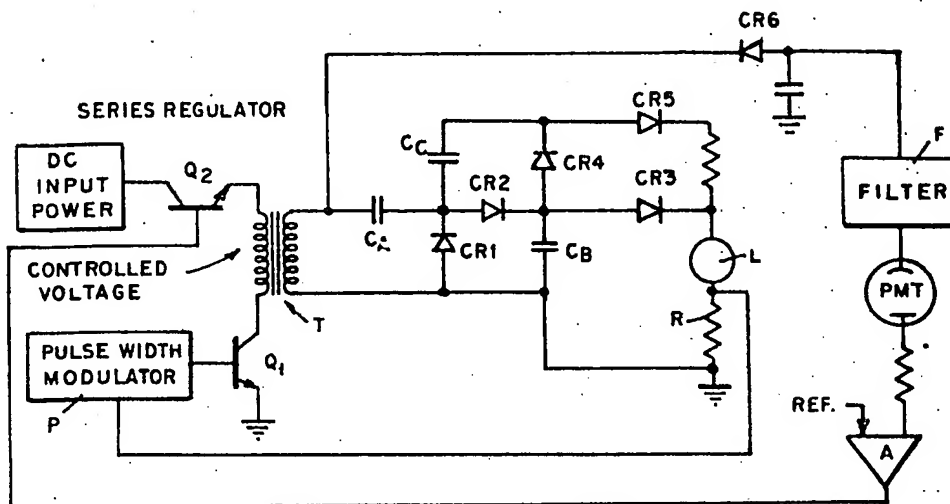 CR6
SERIES REGULATOR
DC
INPUT
POWER
Q2
CC
CR5
CR4
CR2
CR3
F
FILTER
CONTROLLED
VOLTAGE
CA
CR1
CB
L
PMT
T
R
PULSE WIDTH
MODULATOR
Q1
P
REF.
A